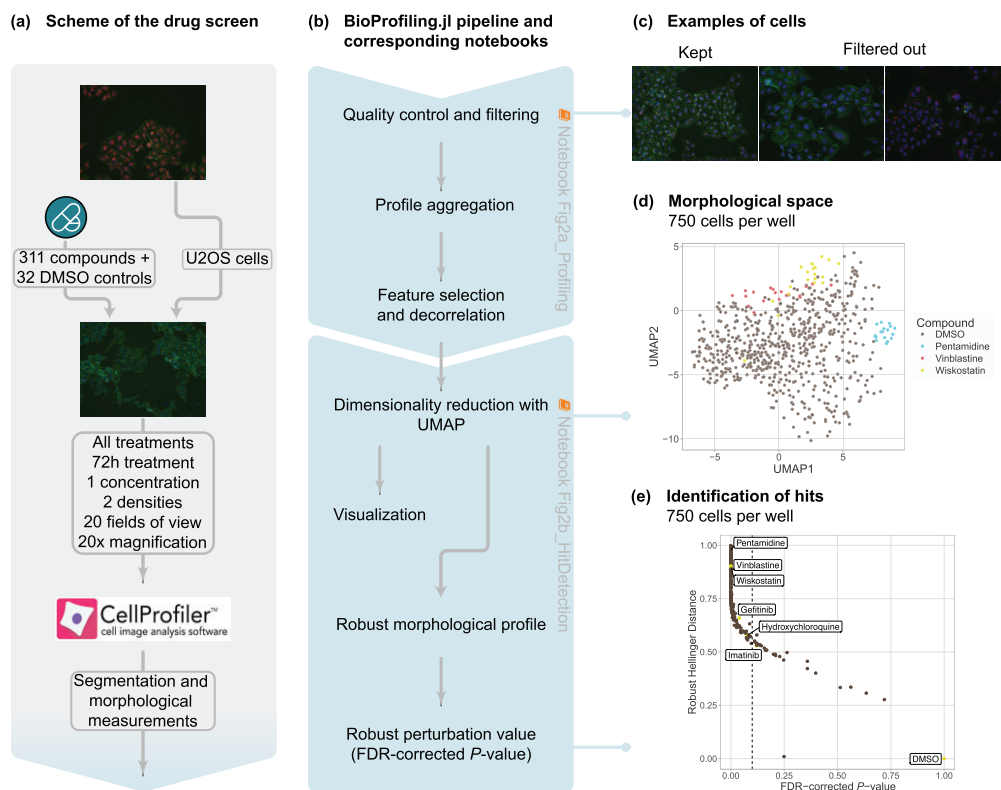 (a) Scheme of the drug screen
311 compounds +
32 DMSO controls
U2OS cells
All treatments
72h treatment
1 concentration
2 densities
20 fields of view
20x magnification
CellProfiler™
cell image analysis software
Segmentation and
morphological
measurements
(b) BioProfiling.jl pipeline and
corresponding notebooks
Quality control and filtering
Profile aggregation
Feature selection
and decorrelation
Notebook Fig2a_Profiling
Dimensionality reduction with
UMAP
Visualization
Robust morphological profile
Robust perturbation value
(FDR-corrected P-value)
Notebook Fig2b_HitDetection
(c) Examples of cells
Kept
Filtered out
(d) Morphological space
750 cells per well
5
0
−5
−10
UMAP2
−5
0
5
UMAP1
Compound
DMSO
Pentamidine
Vinblastine
Wiskostatin
(e) Identification of hits
750 cells per well
1.00
0.75
0.50
0.25
0.00
Robust Hellinger Distance
Pentamidine
Vinblastine
Wiskostatin
Gefitinib
Hydroxychloroquine
Imatinib
DMSO
0.00
0.25
0.50
0.75
1.00
FDR−corrected P−value